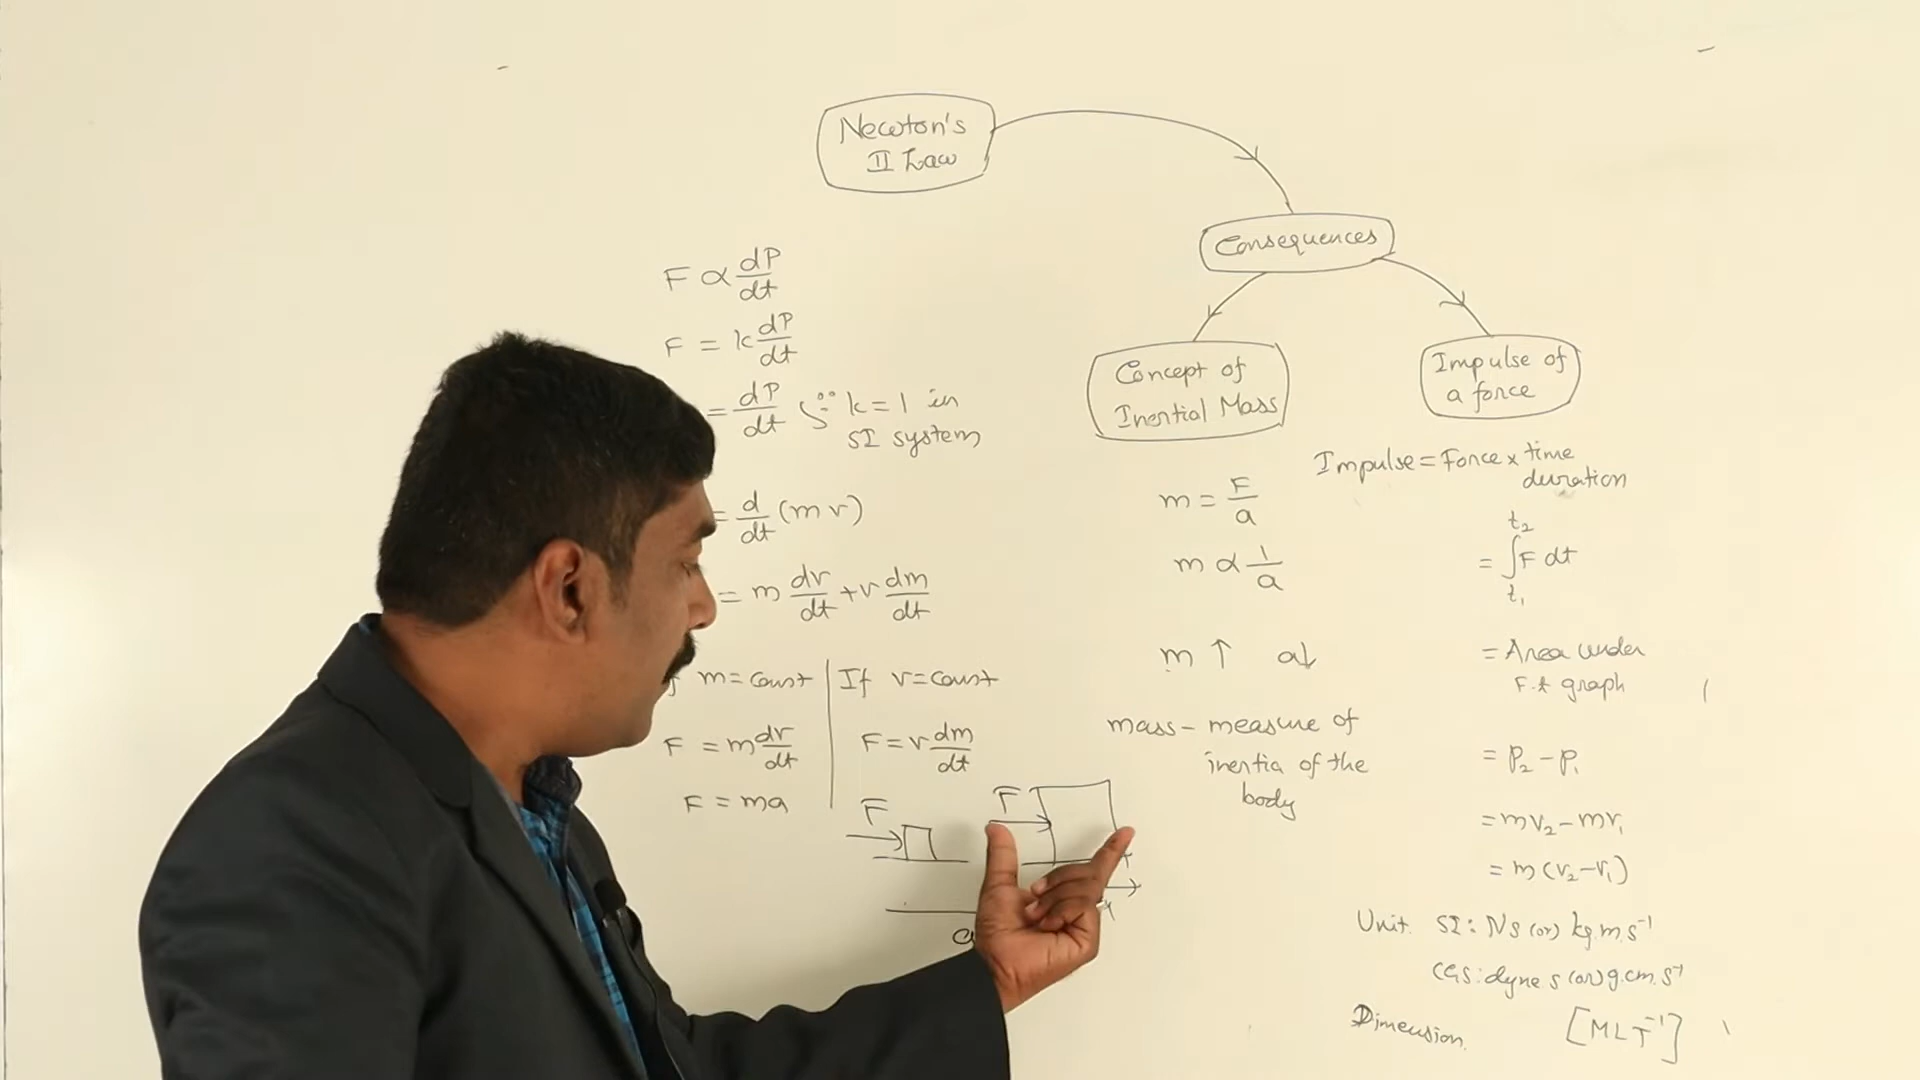 Newton's
II Law
Consequences
Concept of
Inertial Mass
Impulse of
a force
F ∝ dP/dt
F = k dP/dt
= dP/dt (∵ k = 1 in
SI system
= d/dt (m v)
= m dv/dt + v dm/dt
m = const
F = m dv/dt
F = ma
If v = const
F = v dm/dt
F
F
m = F/a
m ∝ 1/a
m ↑ a↓
mass - measure of
inertia of the
body
Impulse = Force × time
duration
= ∫ t₁ t₂ F dt
= Area under
F-t graph
= P₂ - P₁
= mv₂ - mv₁
= m (v₂ - v₁)
Unit. SI : Ns (or) kg.m.s⁻¹
CGS : dyne.s (or) g.cm.s⁻¹
Dimension. [MLT⁻¹]